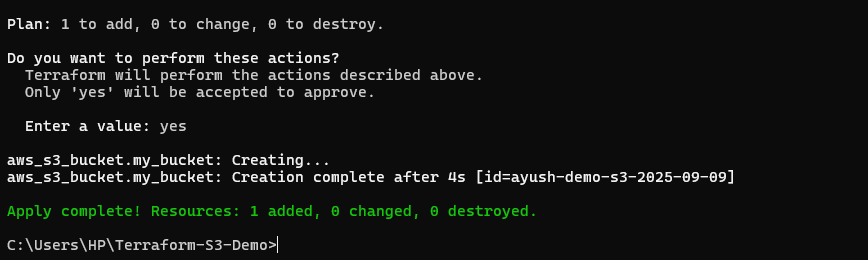 Plan: 1 to add, 0 to change, 0 to destroy.
Do you want to perform these actions?
Terraform will perform the actions described above.
Only 'yes' will be accepted to approve.
Enter a value: yes
aws_s3_bucket.my_bucket: Creating...
aws_s3_bucket.my_bucket: Creation complete after 4s [id=ayush-demo-s3-2025-09-09]
Apply complete! Resources: 1 added, 0 changed, 0 destroyed.
C:\Users\HP\Terraform-S3-Demo>